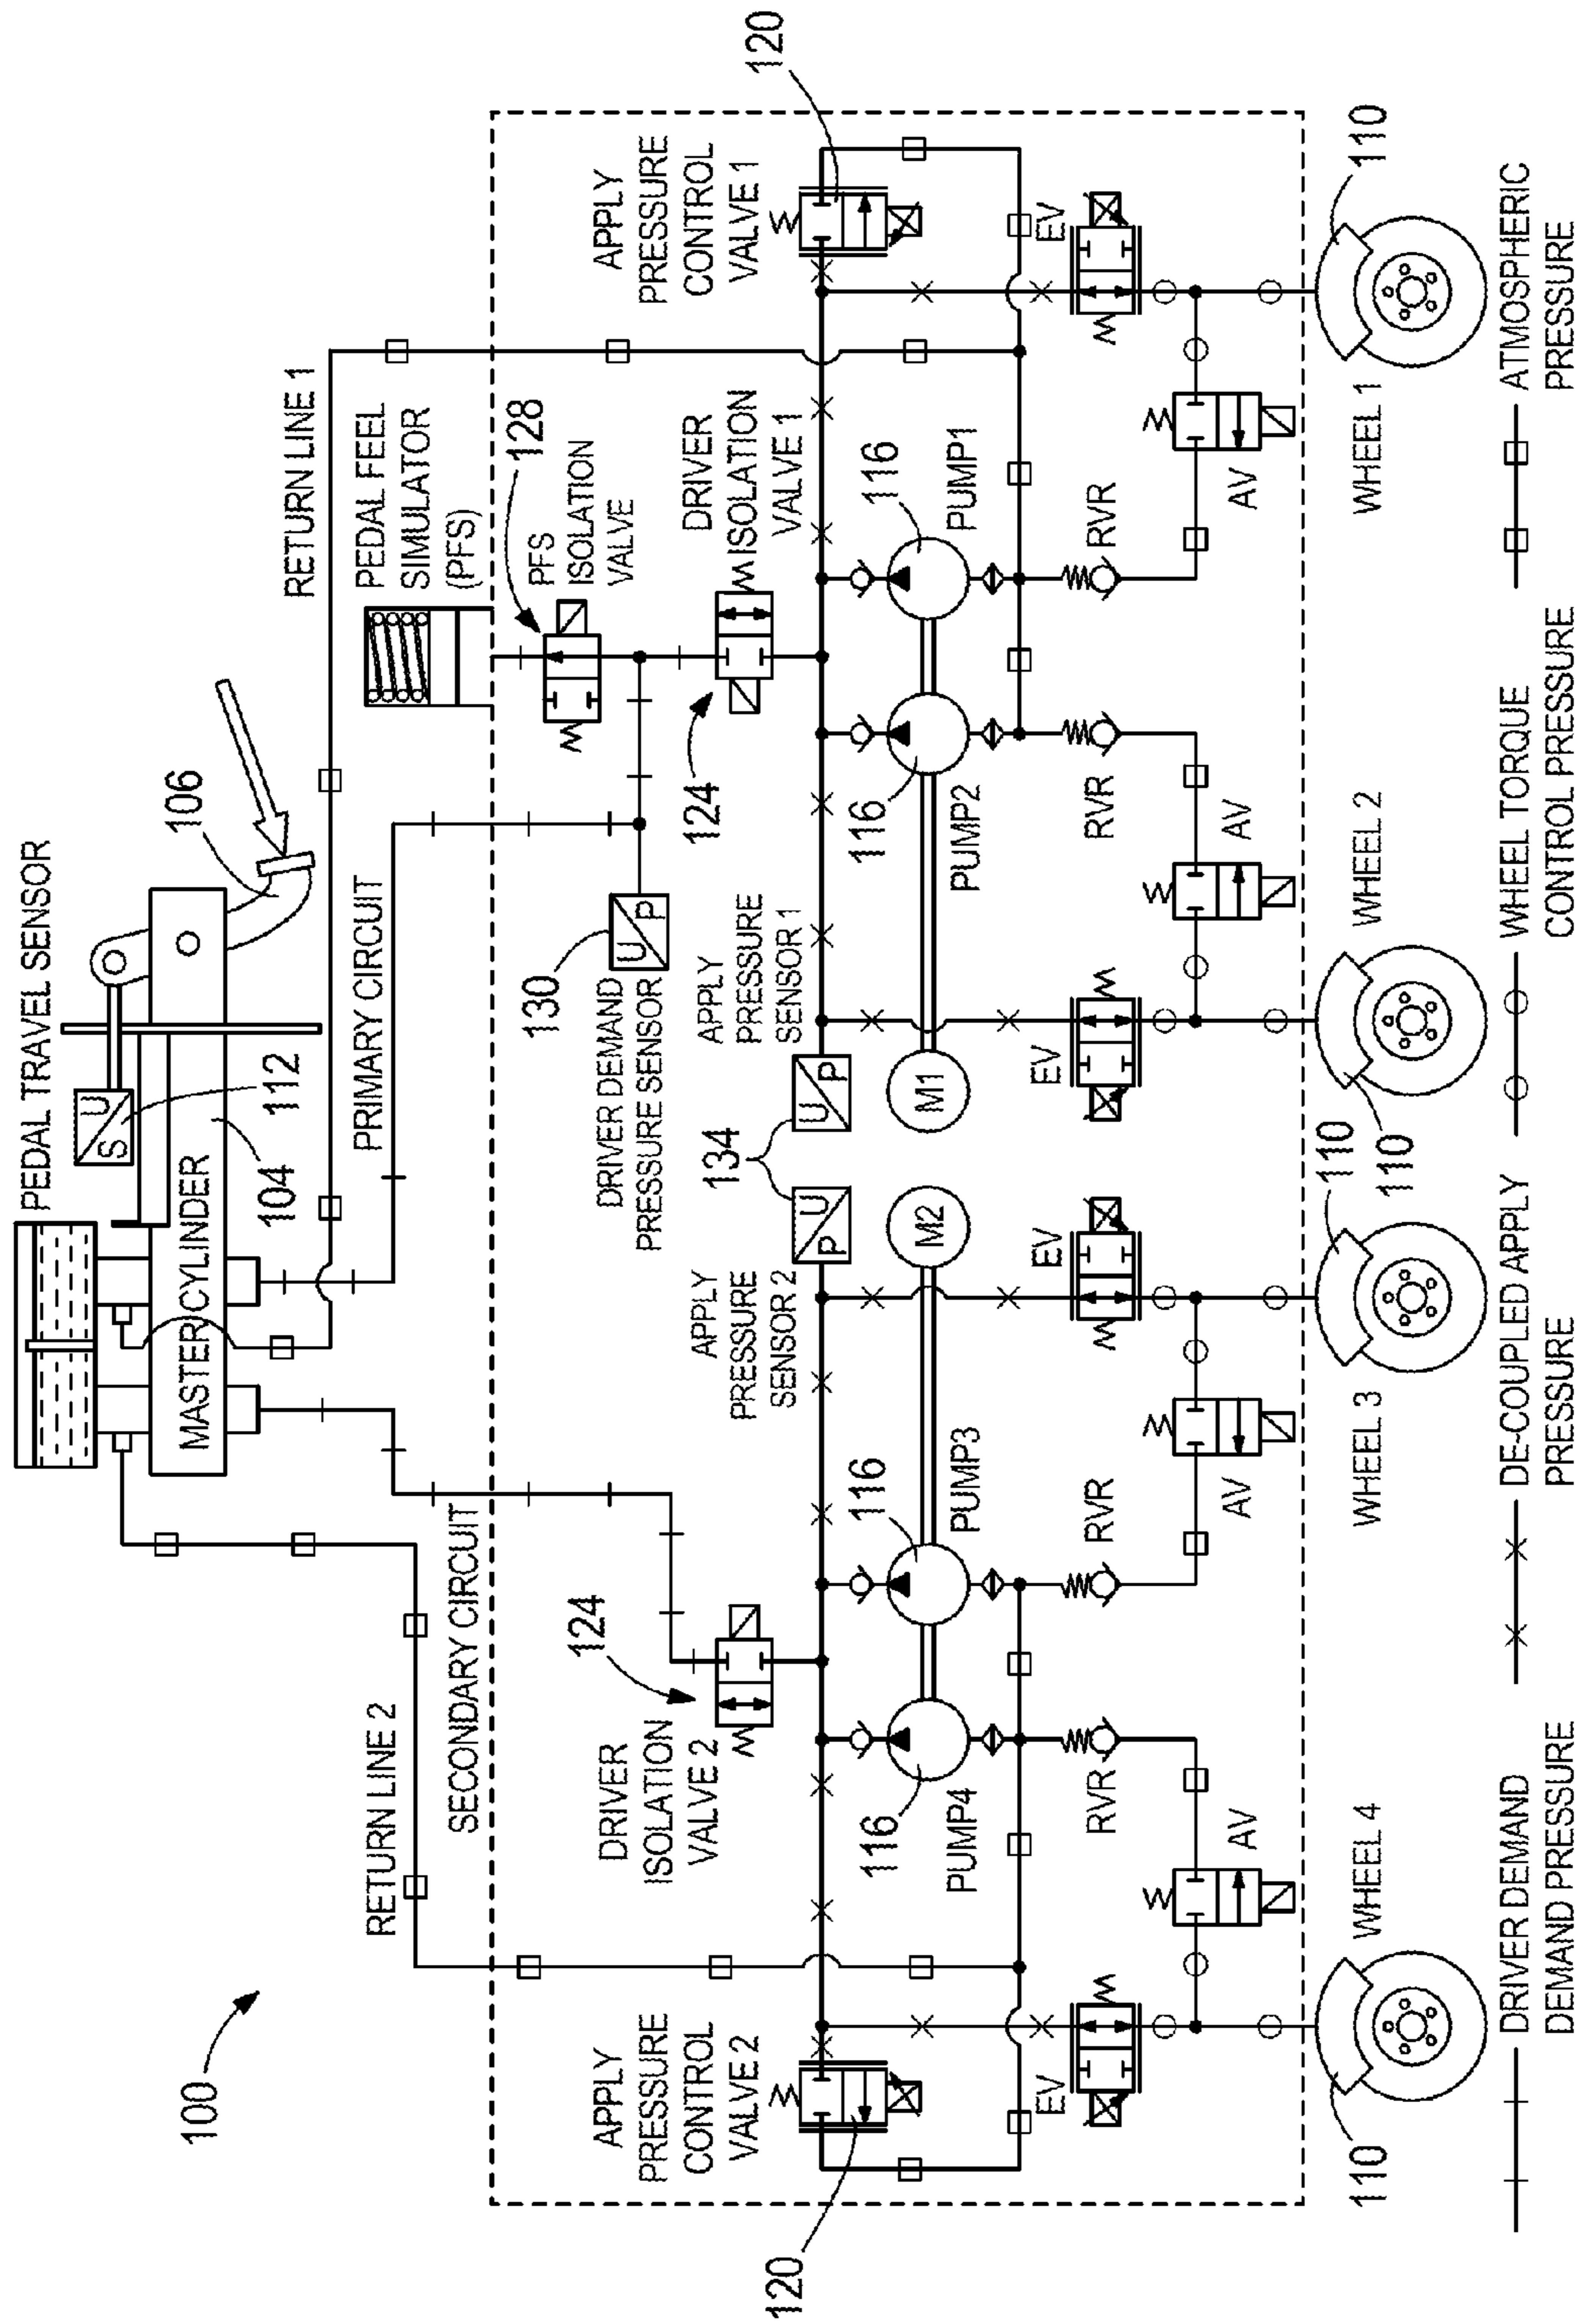 100
PEDAL TRAVEL SENSOR
S
U
112
106
MASTER CYLINDER
104
RETURN LINE 2
RETURN LINE 1
SECONDARY CIRCUIT
PRIMARY CIRCUIT
PEDAL FEEL
SIMULATOR
(PFS)
128
PFS
ISOLATION
VALVE
130
U
P
DRIVER DEMAND
PRESSURE SENSOR
APPLY
PRESSURE
CONTROL
VALVE 2
120
DRIVER
ISOLATION
VALVE 2
124
APPLY
PRESSURE
SENSOR 2
P
U
134
U
P
APPLY
PRESSURE
SENSOR 1
124
DRIVER
ISOLATION
VALVE 1
APPLY
PRESSURE
CONTROL
VALVE 1
120
116
PUMP4
116
PUMP3
M2
M1
116
PUMP2
116
PUMP1
EV
RVR
AV
RVR
AV
EV
EV
RVR
AV
RVR
AV
EV
110
WHEEL 4
WHEEL 3
110
110
WHEEL 2
WHEEL 1
110
DRIVER DEMAND
DEMAND PRESSURE
DE-COUPLED APPLY
PRESSURE
WHEEL TORQUE
CONTROL PRESSURE
ATMOSPHERIC
PRESSURE